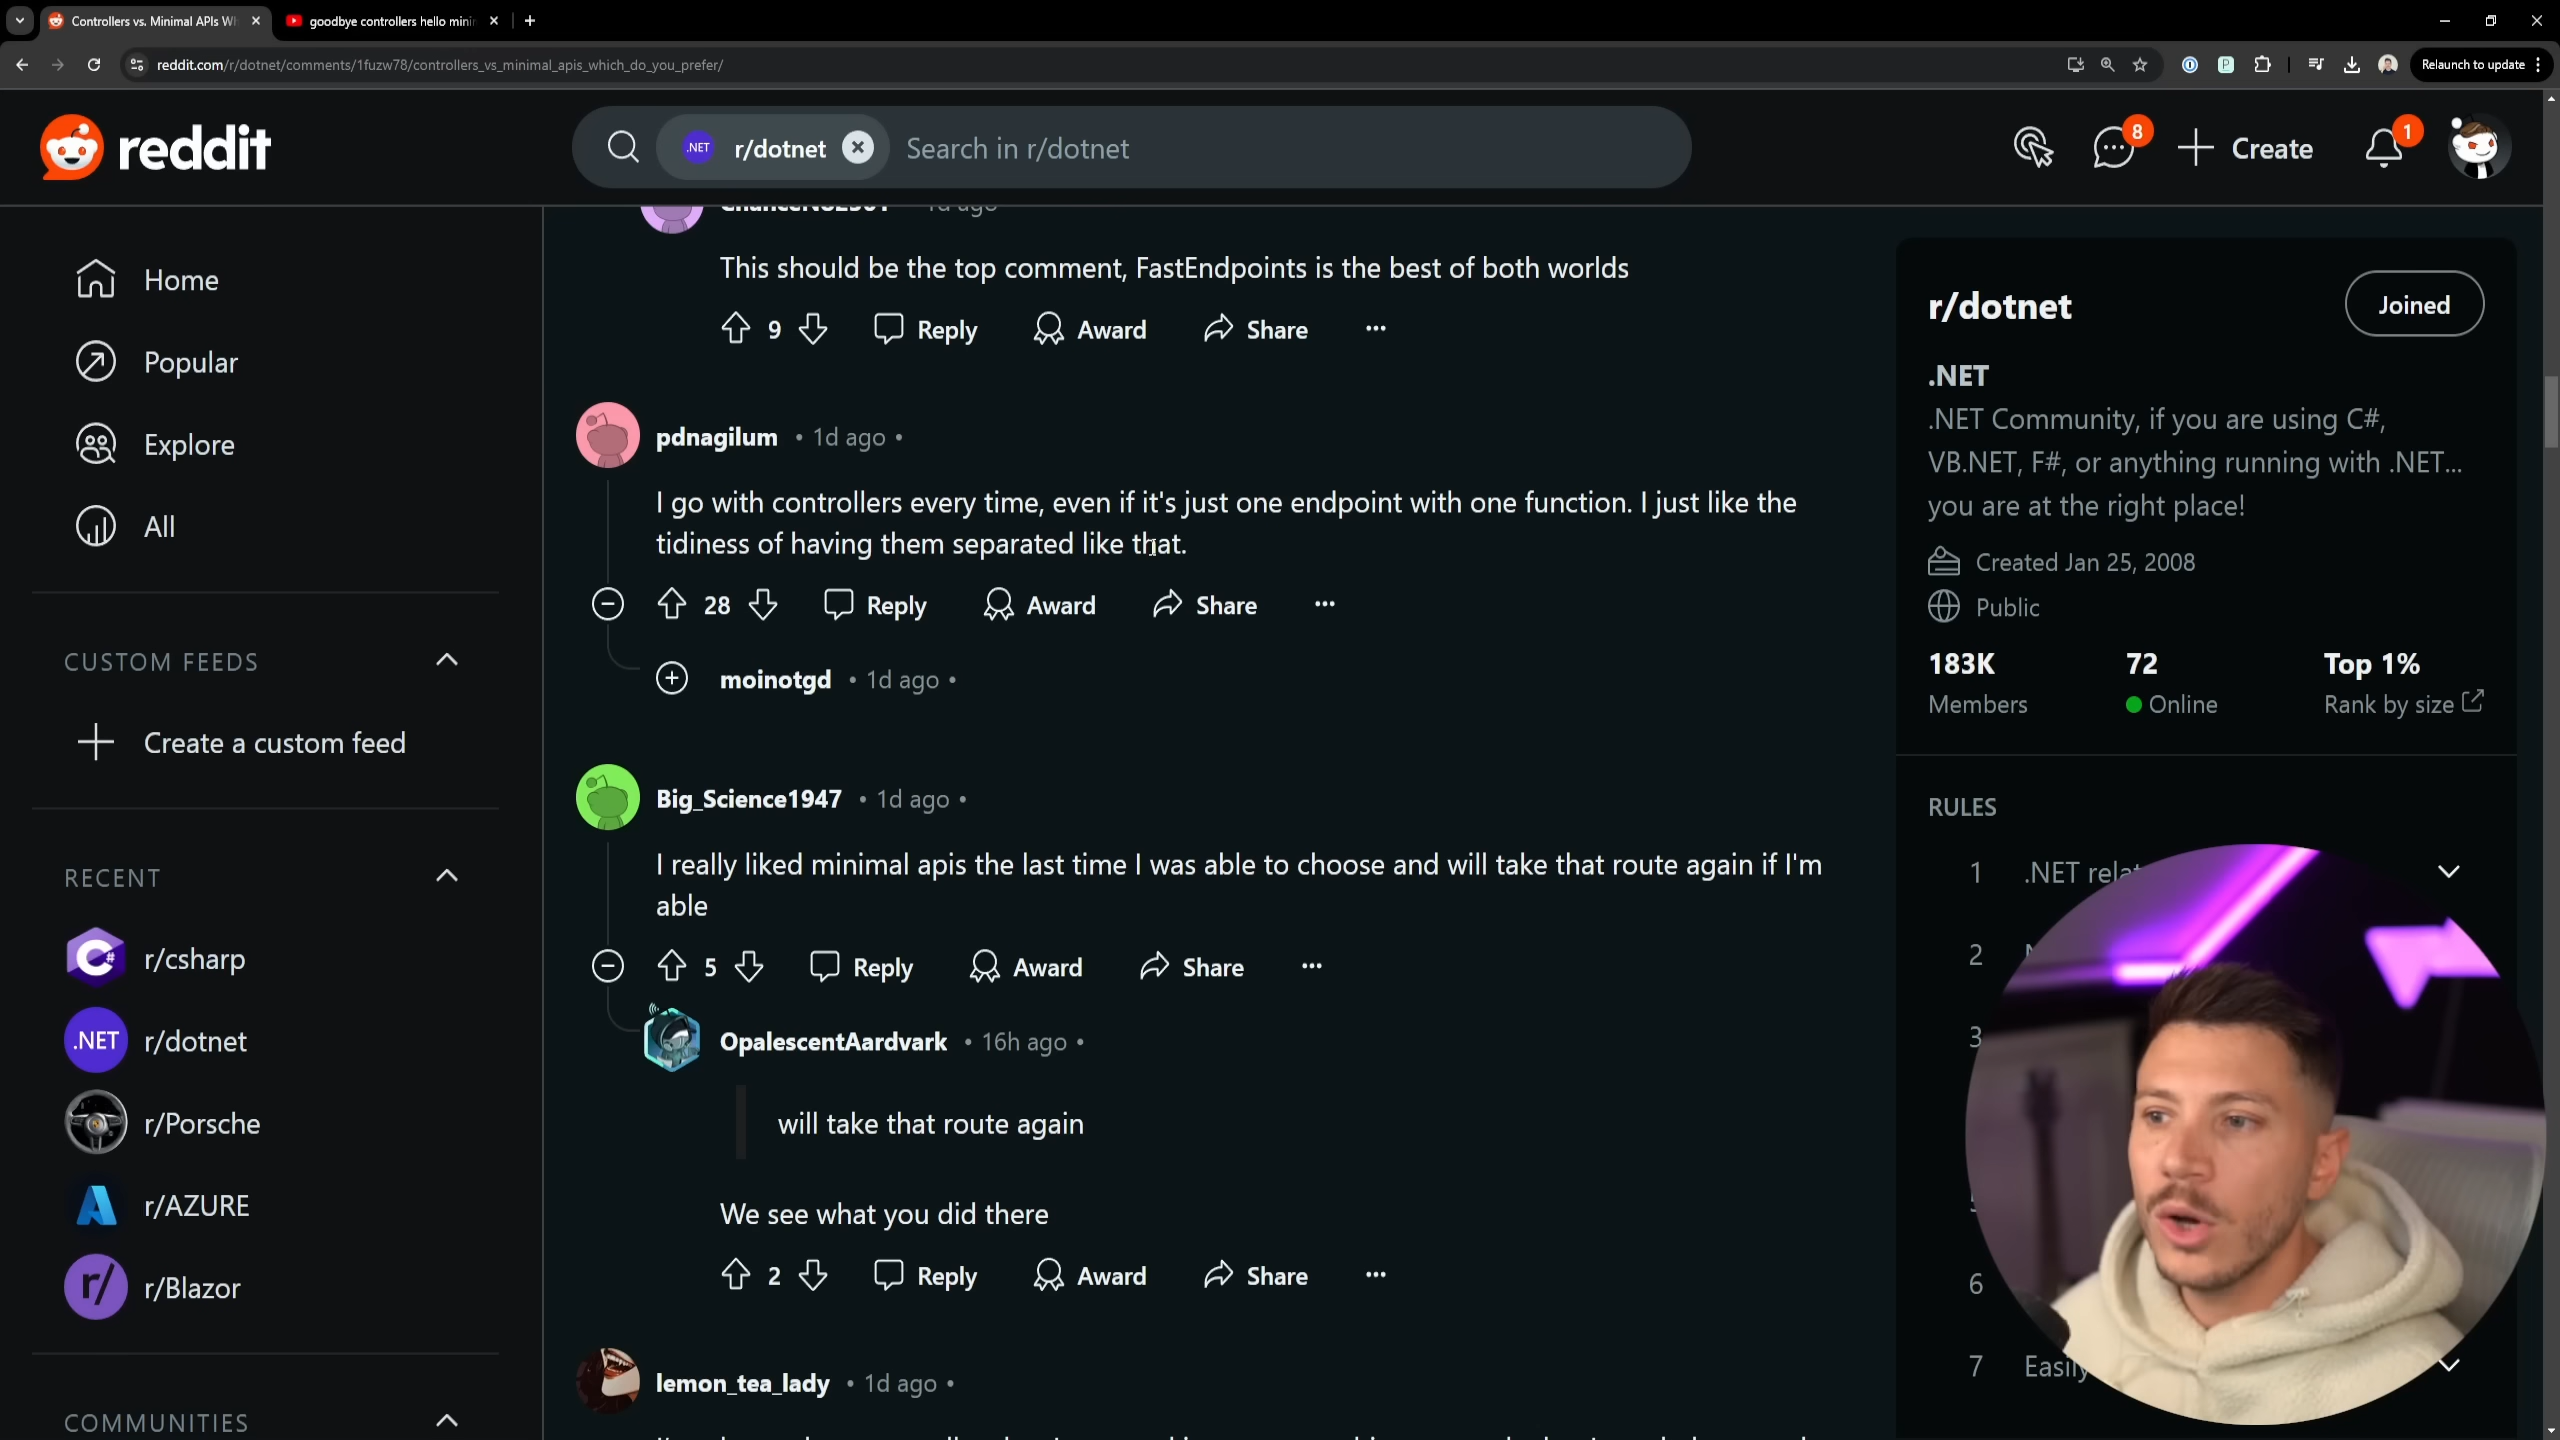 Controllers vs. Minimal APIs Wh
goodbye controllers hello mini
reddit.com/r/dotnet/comments/1fuzw78/controllers_vs_minimal_apis_which_do_you_prefer/
Relaunch to update
reddit
.NET r/dotnet
Search in r/dotnet
8
Create
1
Home
Popular
Explore
All
CUSTOM FEEDS
Create a custom feed
RECENT
r/csharp
.NET r/dotnet
r/Porsche
r/AZURE
r/ r/Blazor
COMMUNITIES
1d ago
This should be the top comment, FastEndpoints is the best of both worlds
9 Reply Award Share
pdnagilum • 1d ago •
I go with controllers every time, even if it's just one endpoint with one function. I just like the
tidiness of having them separated like that.
28 Reply Award Share
moinotgd • 1d ago •
Big_Science1947 • 1d ago •
I really liked minimal apis the last time I was able to choose and will take that route again if I'm
able
5 Reply Award Share
OpalescentAardvark • 16h ago •
will take that route again
We see what you did there
2 Reply Award Share
lemon_tea_lady • 1d ago •
r/dotnet
Joined
.NET
.NET Community, if you are using C#,
VB.NET, F#, or anything running with .NET...
you are at the right place!
Created Jan 25, 2008
Public
183K 72 Top 1%
Members Online Rank by size
RULES
1 .NET rela
2
3
6
7 Easily